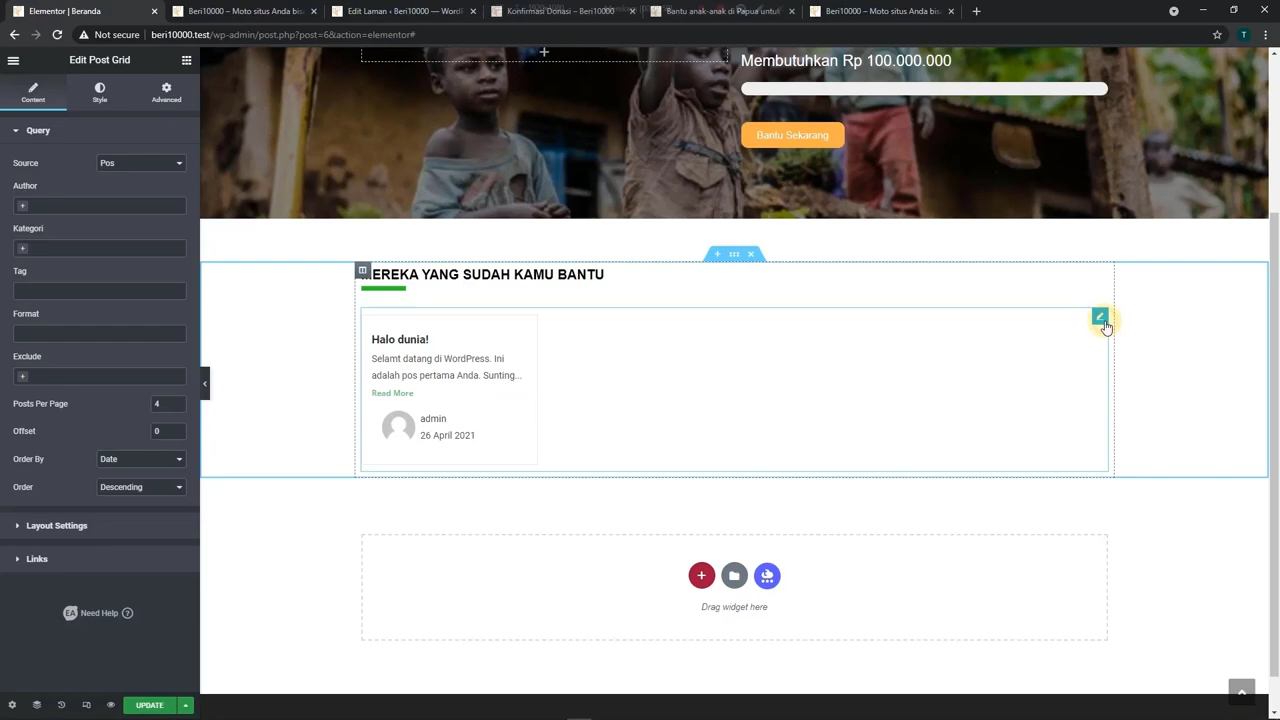 Elementor | Beranda
Beri10000 – Moto situs Anda bis
Edit Laman ‹ Beri10000 — WordP
Konfirmasi Donasi – Beri10000
Bantu anak-anak di Papua untuk
Beri10000 – Moto situs Anda bis
Not secure
beri10000.test/wp-admin/post.php?post=6&action=elementor#
T
Edit Post Grid
Content
Style
Advanced
Query
Source
Pos
Author
Kategori
Tag
Format
Exclude
Posts Per Page
4
Offset
0
Order By
Date
Order
Descending
Layout Settings
Links
EA
Need Help
UPDATE
Membutuhkan Rp 100.000.000
Bantu Sekarang
MEREKA YANG SUDAH KAMU BANTU
Halo dunia!
Selamt datang di WordPress. Ini
adalah pos pertama Anda. Sunting...
Read More
admin
26 April 2021
Drag widget here